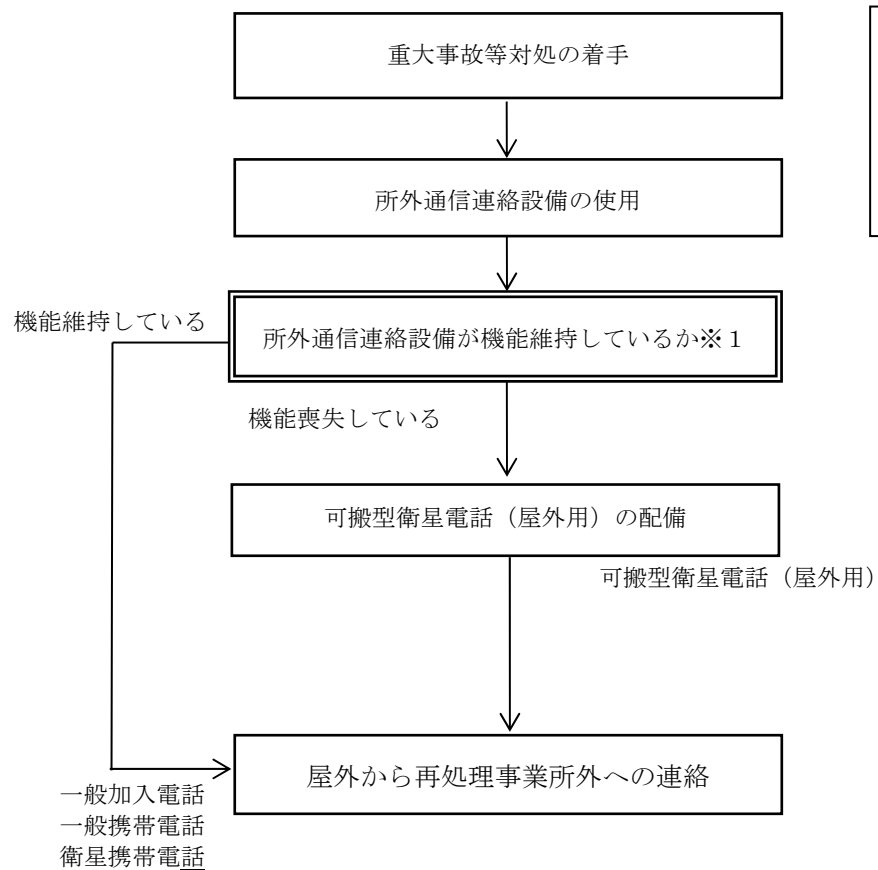 重大事故等対処の着手
所外通信連絡設備の使用
機能維持している
所外通信連絡設備が機能維持しているか※１
機能喪失している
可搬型衛星電話（屋外用）の配備
可搬型衛星電話（屋外用）
屋外から再処理事業所外への連絡
一般加入電話
一般携帯電話
衛星携帯電話